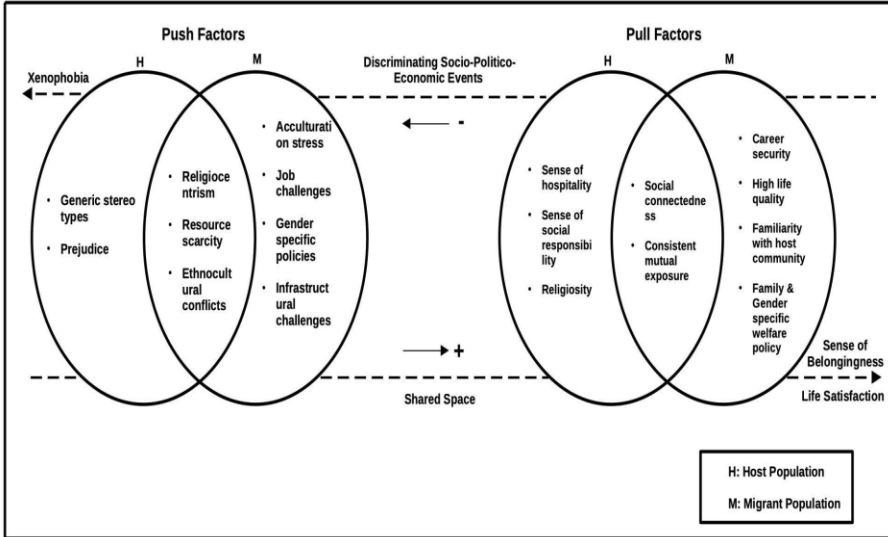 Push Factors
Pull Factors
H
M
H
M
Xenophobia
Discriminating Socio-Politico-
Economic Events
-
• Generic stereo
types
• Prejudice
• Religioce
ntrism
• Resource
scarcity
• Ethnocult
ural conflicts
• Acculturati
on stress
• Job
challenges
• Gender
specific
policies
• Infrastruct
ural challenges
• Sense of
hospitality
• Sense of
social
responsibi
lity
• Religiosity
• Social
connectedne
ss
• Consistent
mutual
exposure
• Career
security
• High life
quality
• Familiarity
with host
community
• Family &
Gender
specific
welfare
policy
+
Shared Space
Sense of
Belongingness
Life Satisfaction
H: Host Population
M: Migrant Population